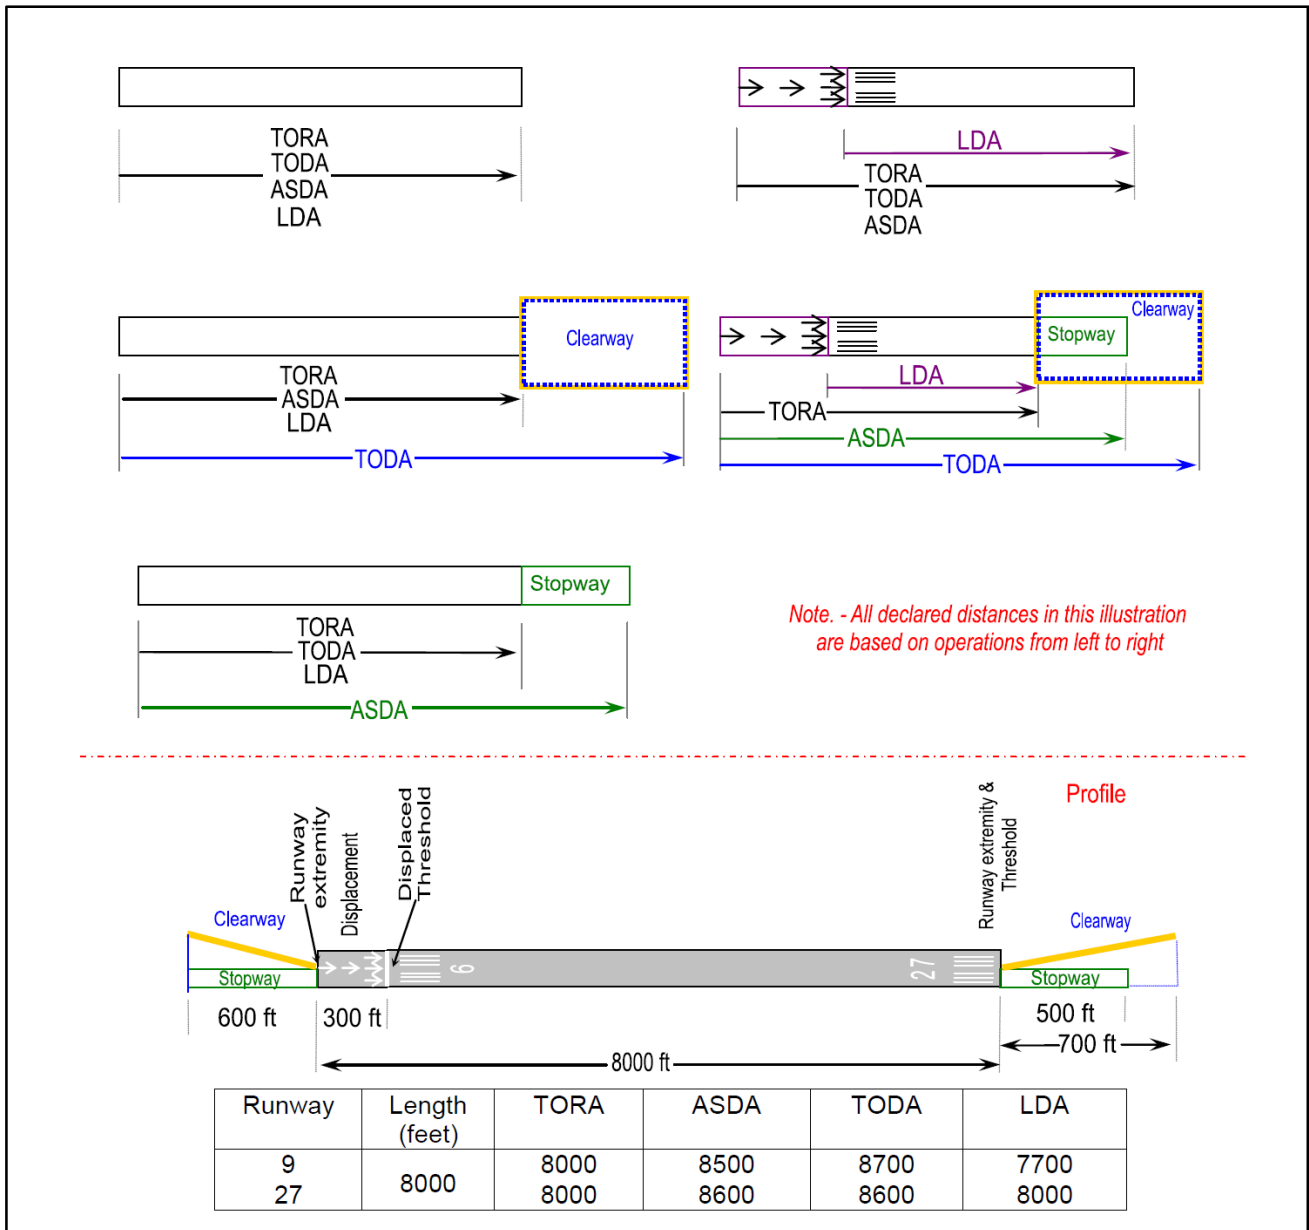 TORA
TODA
ASDA
LDA
LDA
TORA
TODA
ASDA
Clearway
TORA
ASDA
LDA
TODA
Clearway
Stopway
LDA
TORA
ASDA
TODA
Stopway
TORA
TODA
LDA
ASDA
Note. - All declared distances in this illustration
are based on operations from left to right
Profile
Runway
extremity
Displacement
Displaced
Threshold
Runway extremity &
Threshold
Clearway
Clearway
Stopway
9
27
Stopway
600 ft
300 ft
500 ft
700 ft
8000 ft
Runway Length (feet) TORA ASDA TODA LDA
9 8000 8000 8500 8700 7700
27 8000 8600 8600 8000